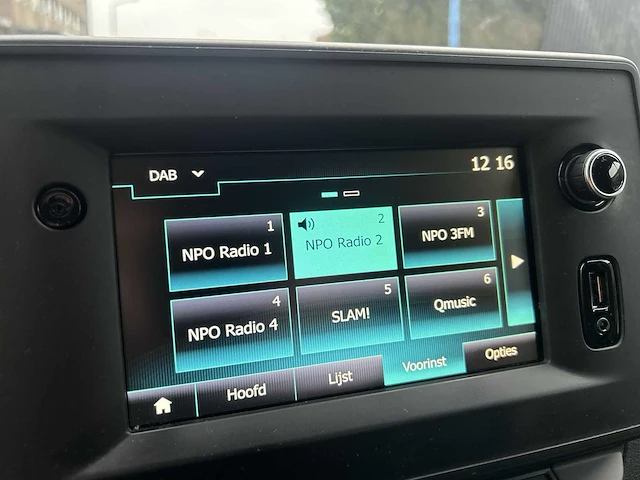 DAB
12 16
1
NPO Radio 1
2
NPO Radio 2
3
NPO 3FM
4
NPO Radio 4
5
SLAM!
6
Qmusic
Hoofd
Lijst
Voorinst
Opties